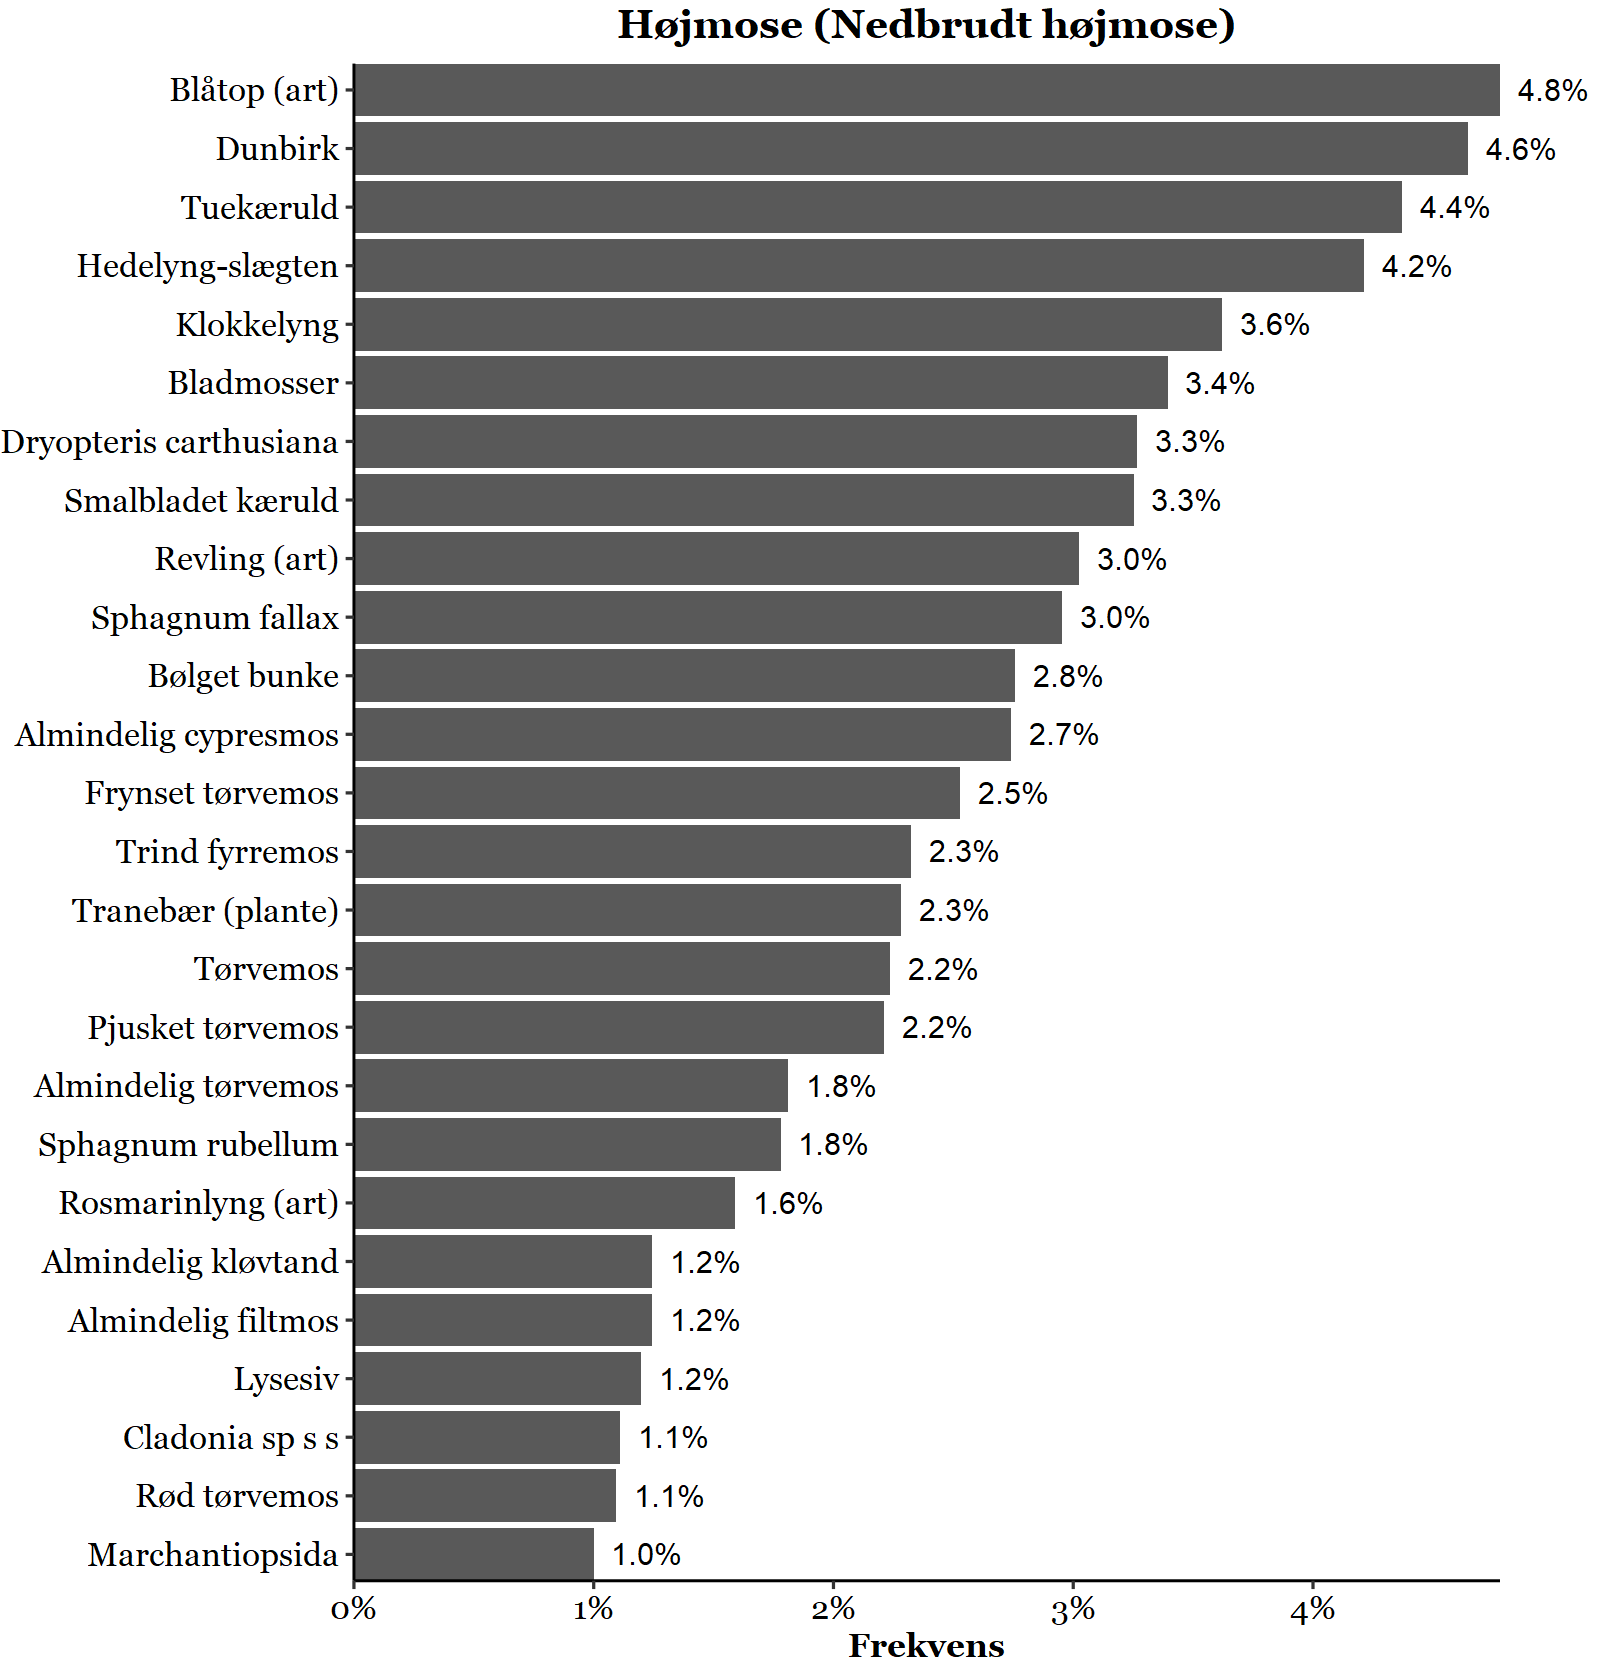 Højmose (Nedbrudt højmose)
Blåtop (art) 4.8%
Dunbirk 4.6%
Tuekæruld 4.4%
Hedelyng-slægten 4.2%
Klokkelyng 3.6%
Bladmosser 3.4%
Dryopteris carthusiana 3.3%
Smalbladet kæruld 3.3%
Revling (art) 3.0%
Sphagnum fallax 3.0%
Bølget bunke 2.8%
Almindelig cypresmos 2.7%
Frynset tørvemos 2.5%
Trind fyrremos 2.3%
Tranebær (plante) 2.3%
Tørvemos 2.2%
Pjusket tørvemos 2.2%
Almindelig tørvemos 1.8%
Sphagnum rubellum 1.8%
Rosmarinlyng (art) 1.6%
Almindelig kløvtand 1.2%
Almindelig filtmos 1.2%
Lysesiv 1.2%
Cladonia sp s s 1.1%
Rød tørvemos 1.1%
Marchantiopsida 1.0%
0% 1% 2% 3% 4%
Frekvens